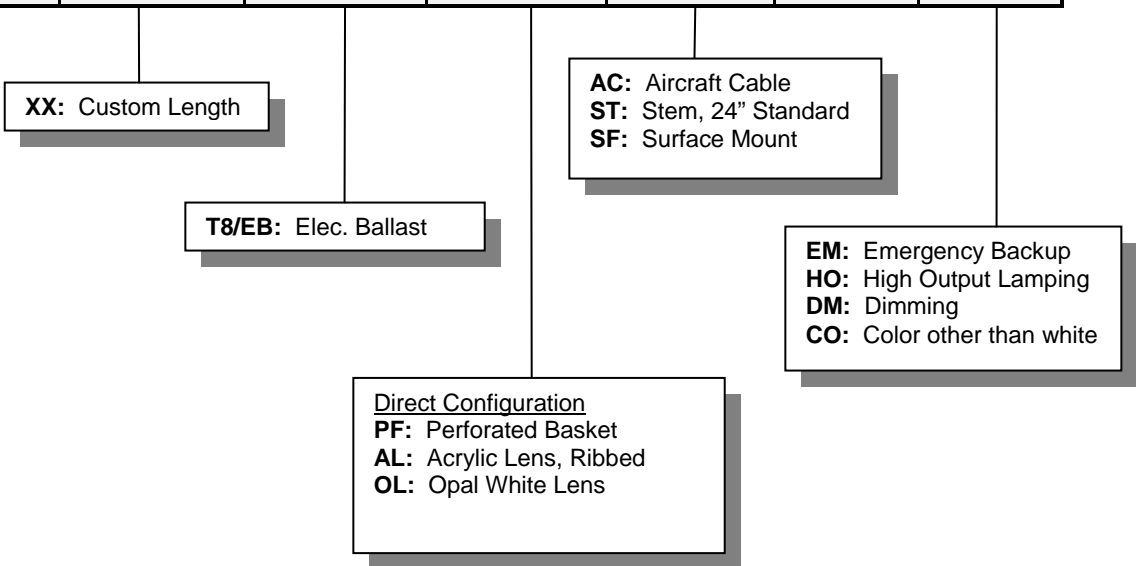 XX: Custom Length
T8/EB: Elec. Ballast
Direct Configuration
PF: Perforated Basket
AL: Acrylic Lens, Ribbed
OL: Opal White Lens
AC: Aircraft Cable
ST: Stem, 24” Standard
SF: Surface Mount
EM: Emergency Backup
HO: High Output Lamping
DM: Dimming
CO: Color other than white